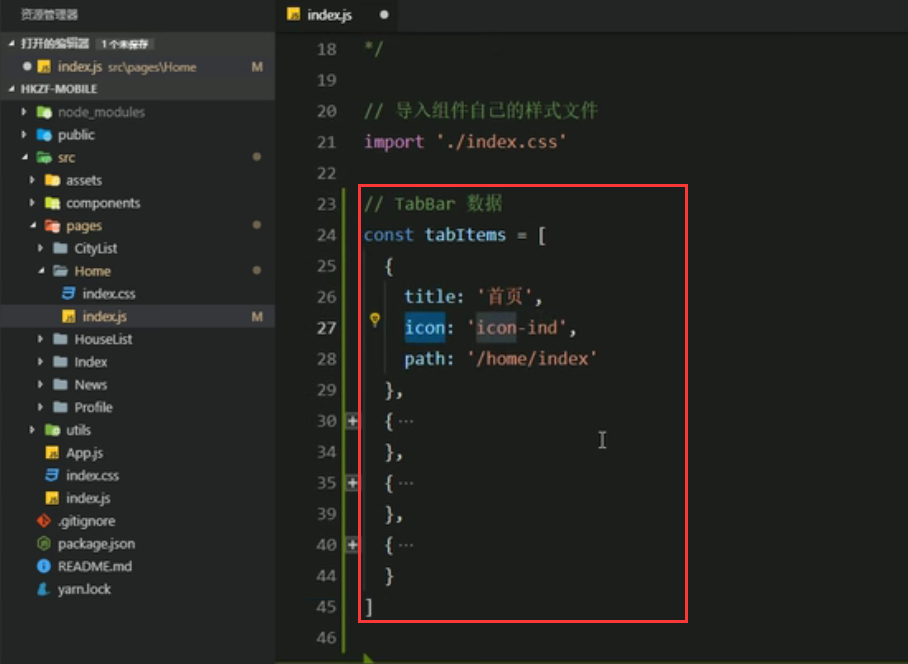 资源管理器
打开的编辑器 1 个未保存
index.js src\pages\Home M
HKZF-MOBILE
node_modules
public
src
assets
components
pages
CityList
Home
index.css
index.js M
HouseList
Index
News
Profile
utils
App.js
index.css
index.js
.gitignore
package.json
README.md
yarn.lock
index.js
18 */
19
20 // 导入组件自己的样式文件
21 import './index.css'
22
23 // TabBar 数据
24 const tabItems = [
25 {
26 title: '首页',
27 icon: 'icon-ind',
28 path: '/home/index'
29 },
30 { ...
34 },
35 { ...
39 },
40 { ...
44 }
45 ]
46